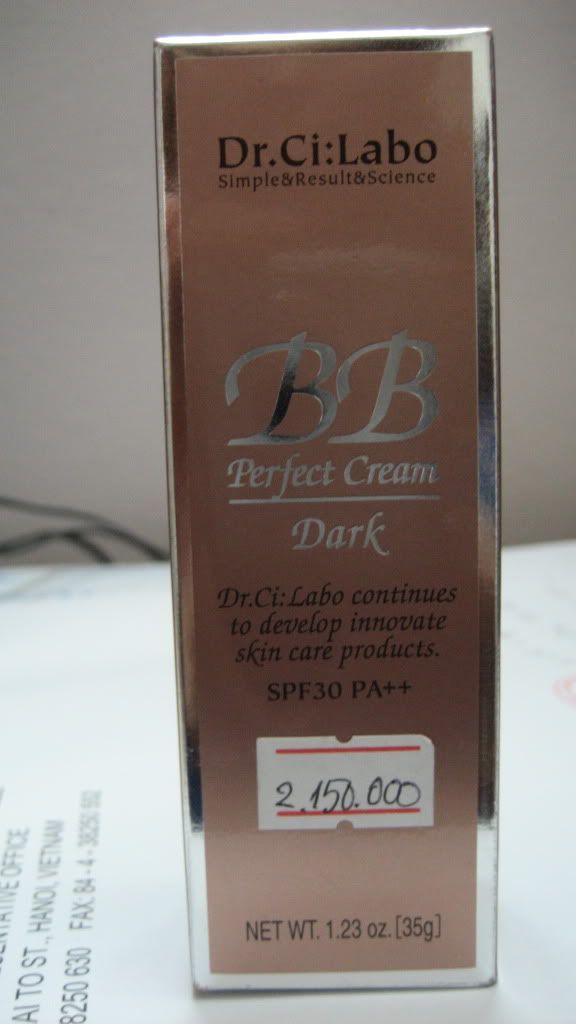 Dr.Ci:Labo
Simple&Result&Science
BB
Perfect Cream
Dark
Dr.Ci:Labo continues
to develop innovate
skin care products.
SPF30 PA++
2.150.000
NET WT. 1.23 oz.[35g]
OFFICE
AI TO ST., HANOI, VIETNAM
8250 630 FAX: 84 - 4 - 38250 592